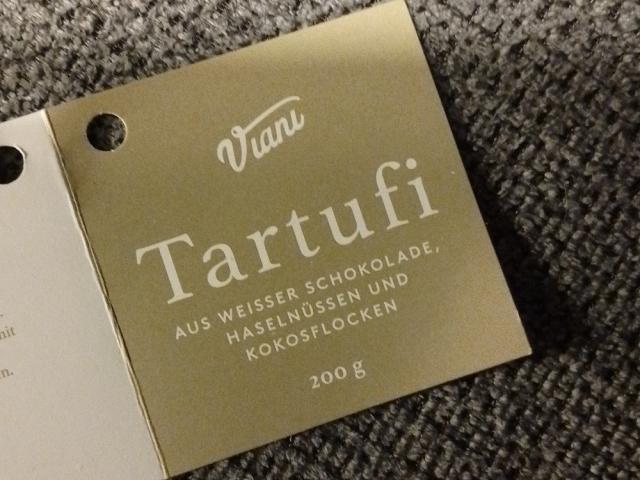 Viani
Tartufi
AUS WEISSER SCHOKOLADE,
HASELNÜSSEN UND
KOKOSFLOCKEN
200 g